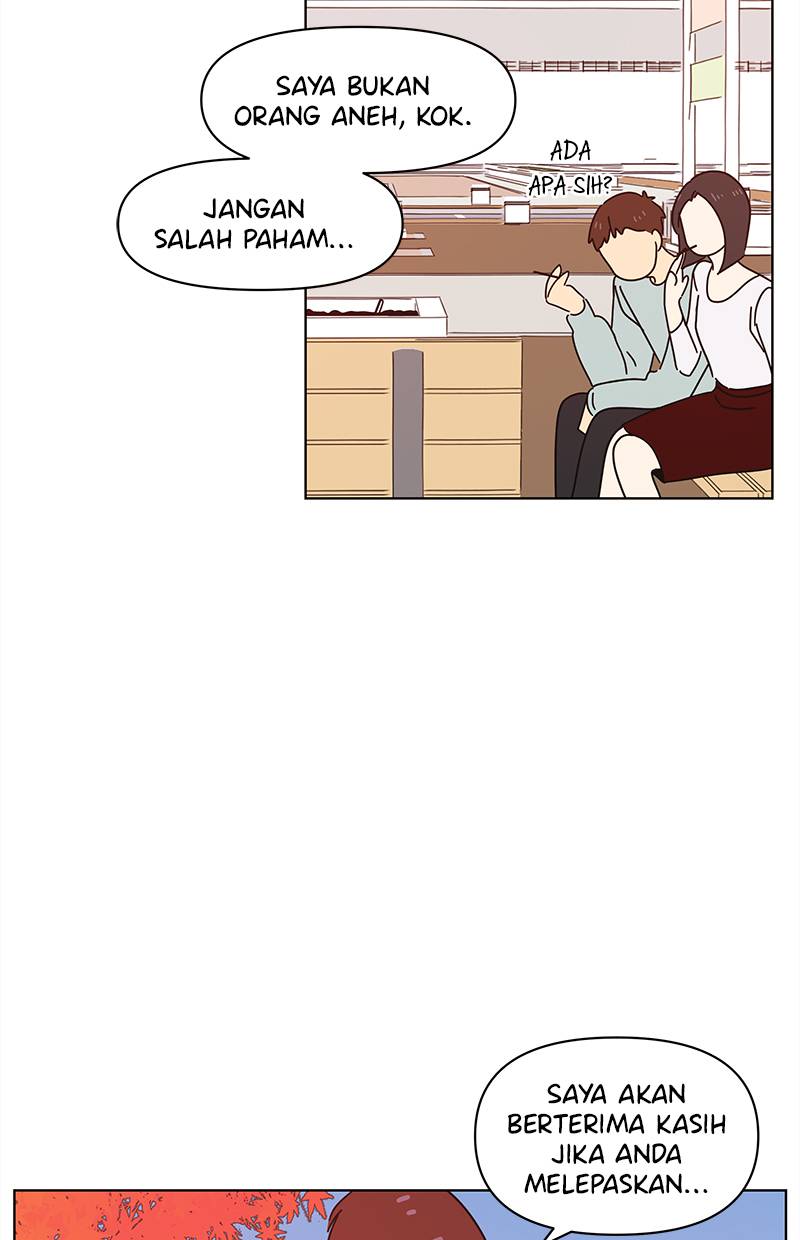 SAYA BUKAN
ORANG ANEH, KOK.
JANGAN
SALAH PAHAM...
ADA
APA SIH?
SAYA AKAN
BERTERIMA KASIH
JIKA ANDA
MELEPASKAN...